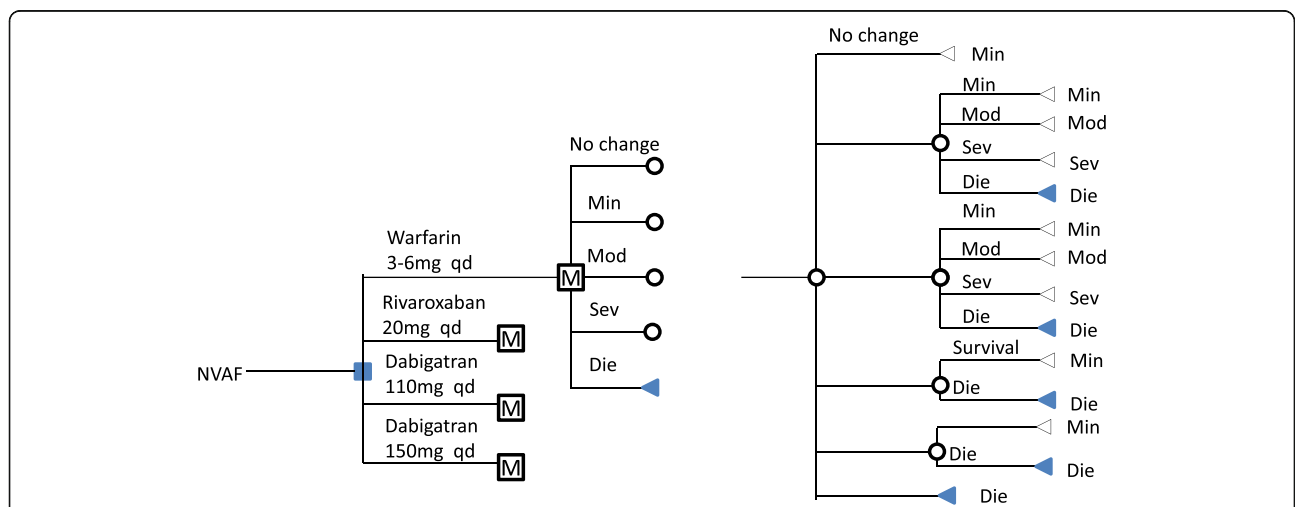 NVAF
Warfarin
3-6mg qd
Rivaroxaban
20mg qd
Dabigatran
110mg qd
Dabigatran
150mg qd
M
M
M
M
No change
Min
Mod
Sev
Die
No change
Min
Min
Min
Mod
Mod
Sev
Sev
Die
Die
Min
Min
Mod
Mod
Sev
Sev
Die
Die
Survival
Min
Die
Die
Min
Die
Die
Die